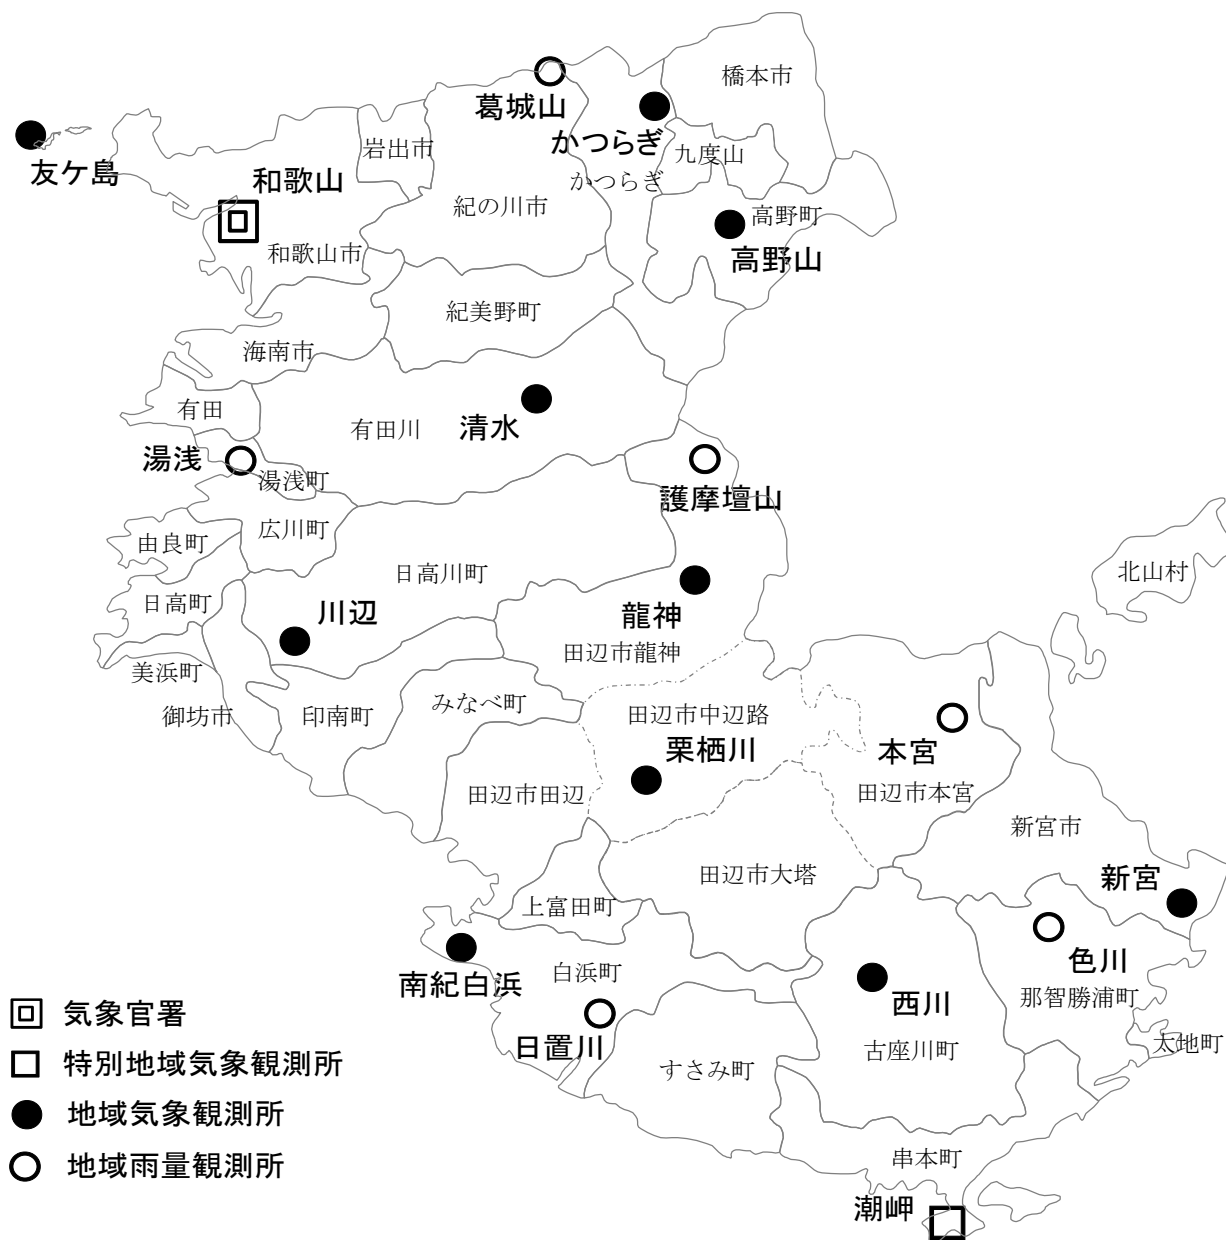 橋本市
葛城山
かつらぎ
岩出市
九度山
友ケ島
和歌山
かつらぎ
紀の川市
高野町
和歌山市
高野山
紀美野町
海南市
有田
有田川
清水
湯浅
湯浅町
護摩壇山
広川町
由良町
日高川町
北山村
日高町
川辺
龍神
田辺市龍神
美浜町
みなべ町
御坊市
印南町
田辺市中辺路
栗栖川
本宮
田辺市田辺
田辺市本宮
新宮市
田辺市大塔
新宮
上富田町
色川
白浜町
南紀白浜
西川
那智勝浦町
日置川
古座川町
太地町
すさみ町
串本町
潮岬
気象官署
特別地域気象観測所
地域気象観測所
地域雨量観測所